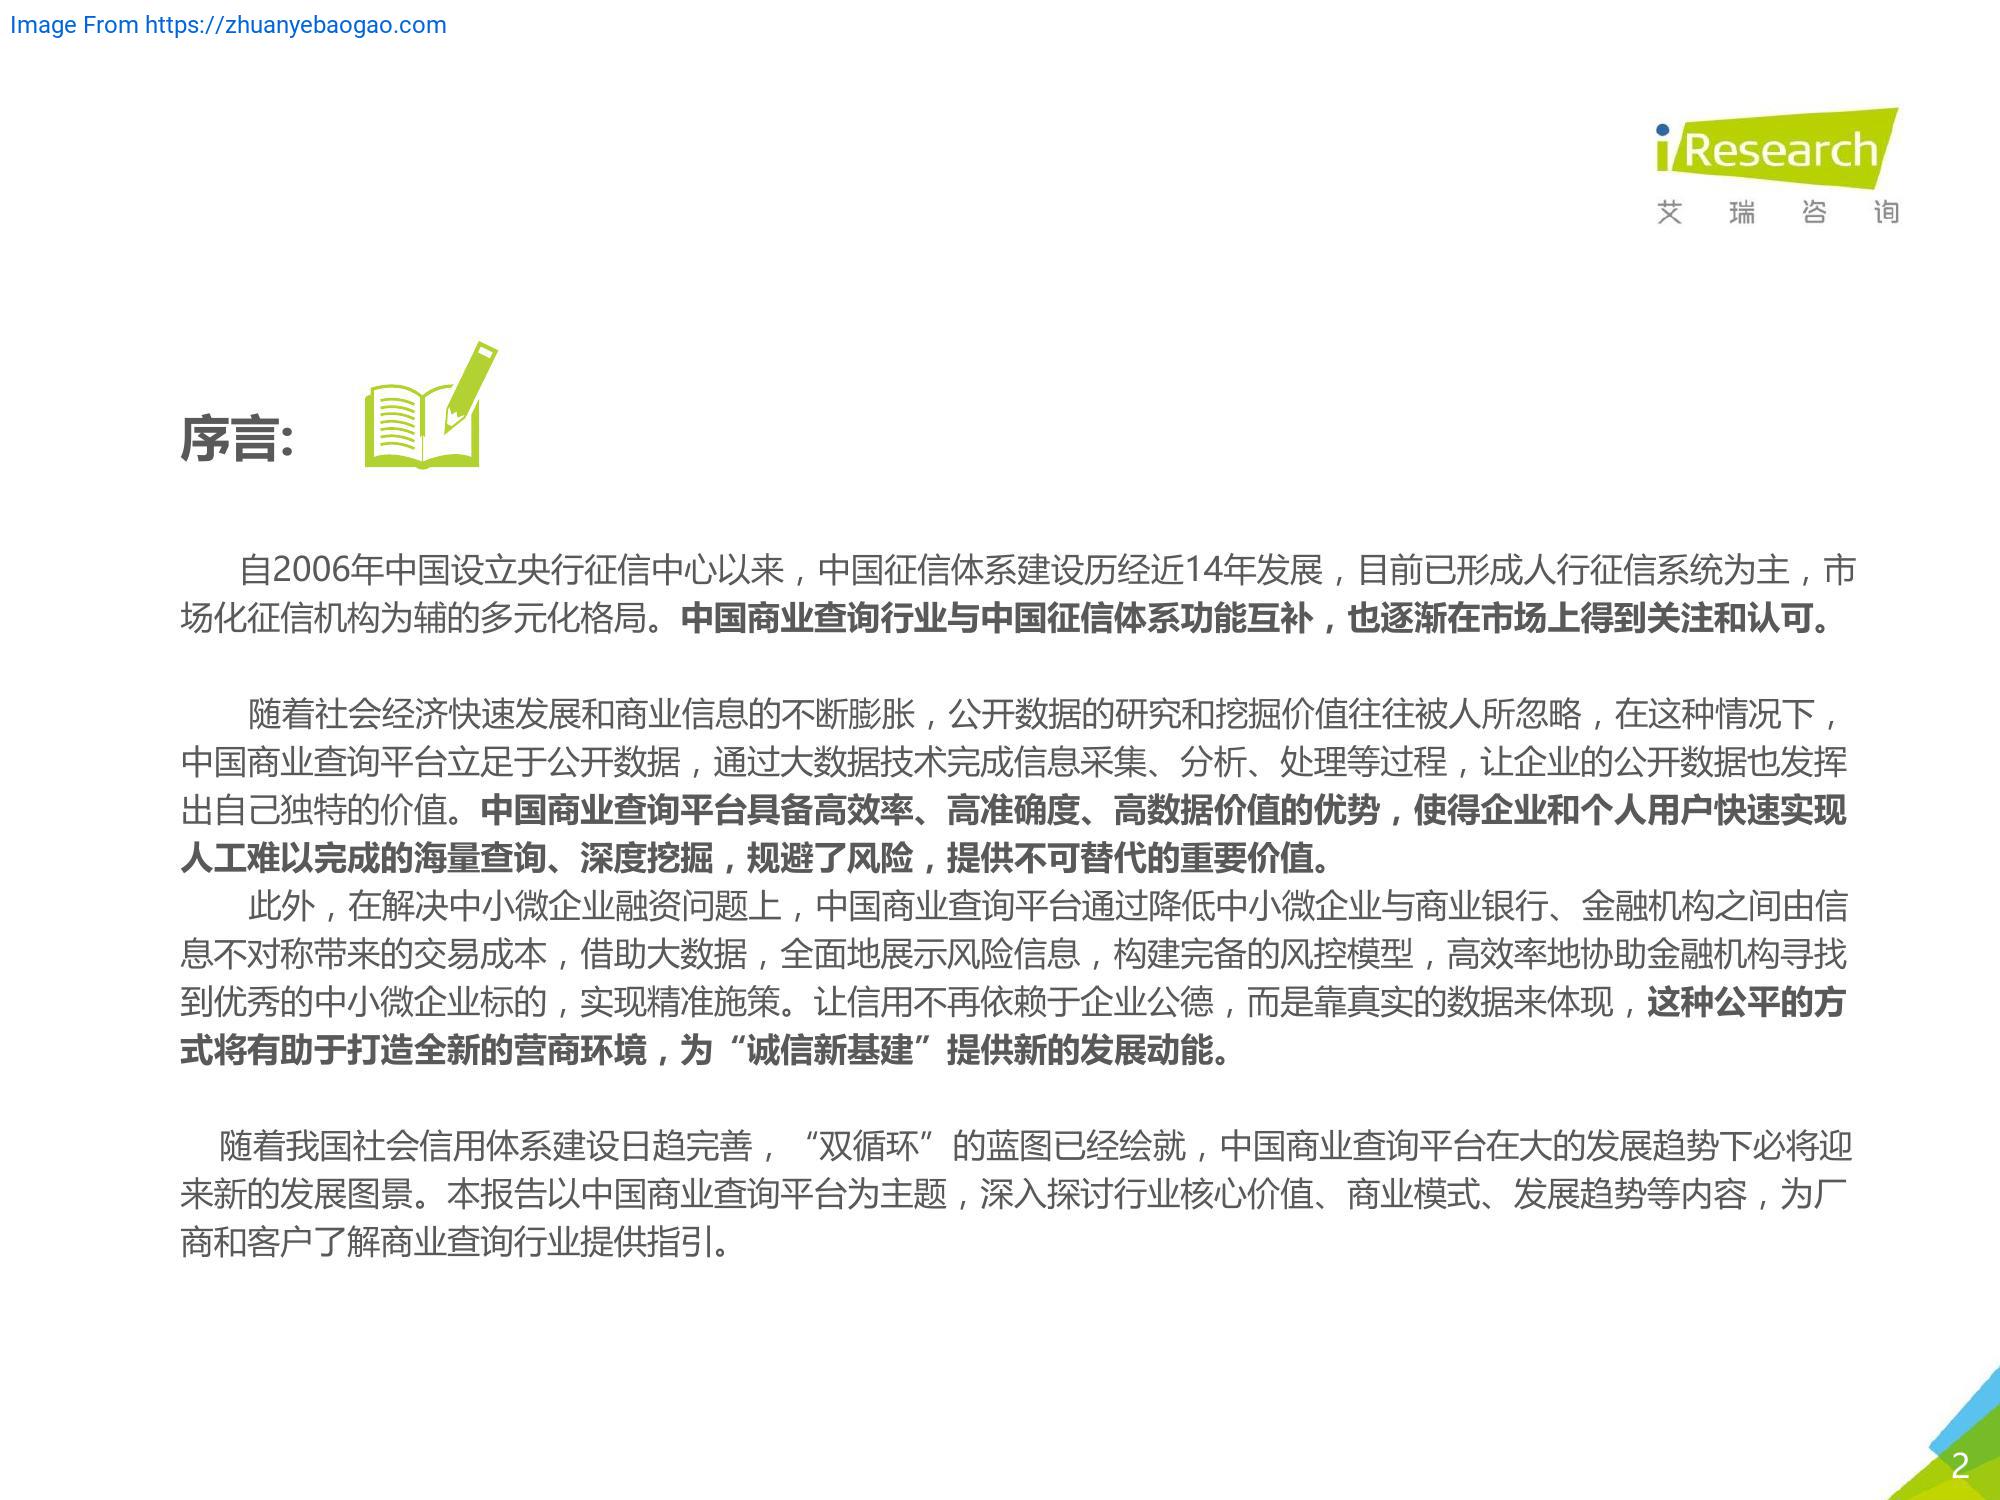 Image From https://zhuanyebaogao.com
iResearch
艾瑞咨询
序言:
自2006年中国设立央行征信中心以来，中国征信体系建设历经近14年发展，目前已形成人行征信系统为主，市
场化征信机构为辅的多元化格局。中国商业查询行业与中国征信体系功能互补，也逐渐在市场上得到关注和认可。
随着社会经济快速发展和商业信息的不断膨胀，公开数据的研究和挖掘价值往往被人所忽略，在这种情况下，
中国商业查询平台立足于公开数据，通过大数据技术完成信息采集、分析、处理等过程，让企业的公开数据也发挥
出自己独特的价值。中国商业查询平台具备高效率、高准确度、高数据价值的优势，使得企业和个人用户快速实现
人工难以完成的海量查询、深度挖掘，规避了风险，提供不可替代的重要价值。
此外，在解决中小微企业融资问题上，中国商业查询平台通过降低中小微企业与商业银行、金融机构之间由信
息不对称带来的交易成本，借助大数据，全面地展示风险信息，构建完备的风控模型，高效率地协助金融机构寻找
到优秀的中小微企业标的，实现精准施策。让信用不再依赖于企业公德，而是靠真实的数据来体现，这种公平的方
式将有助于打造全新的营商环境，为“诚信新基建”提供新的发展动能。
随着我国社会信用体系建设日趋完善，“双循环”的蓝图已经绘就，中国商业查询平台在大的发展趋势下必将迎
来新的发展图景。本报告以中国商业查询平台为主题，深入探讨行业核心价值、商业模式、发展趋势等内容，为厂
商和客户了解商业查询行业提供指引。
2